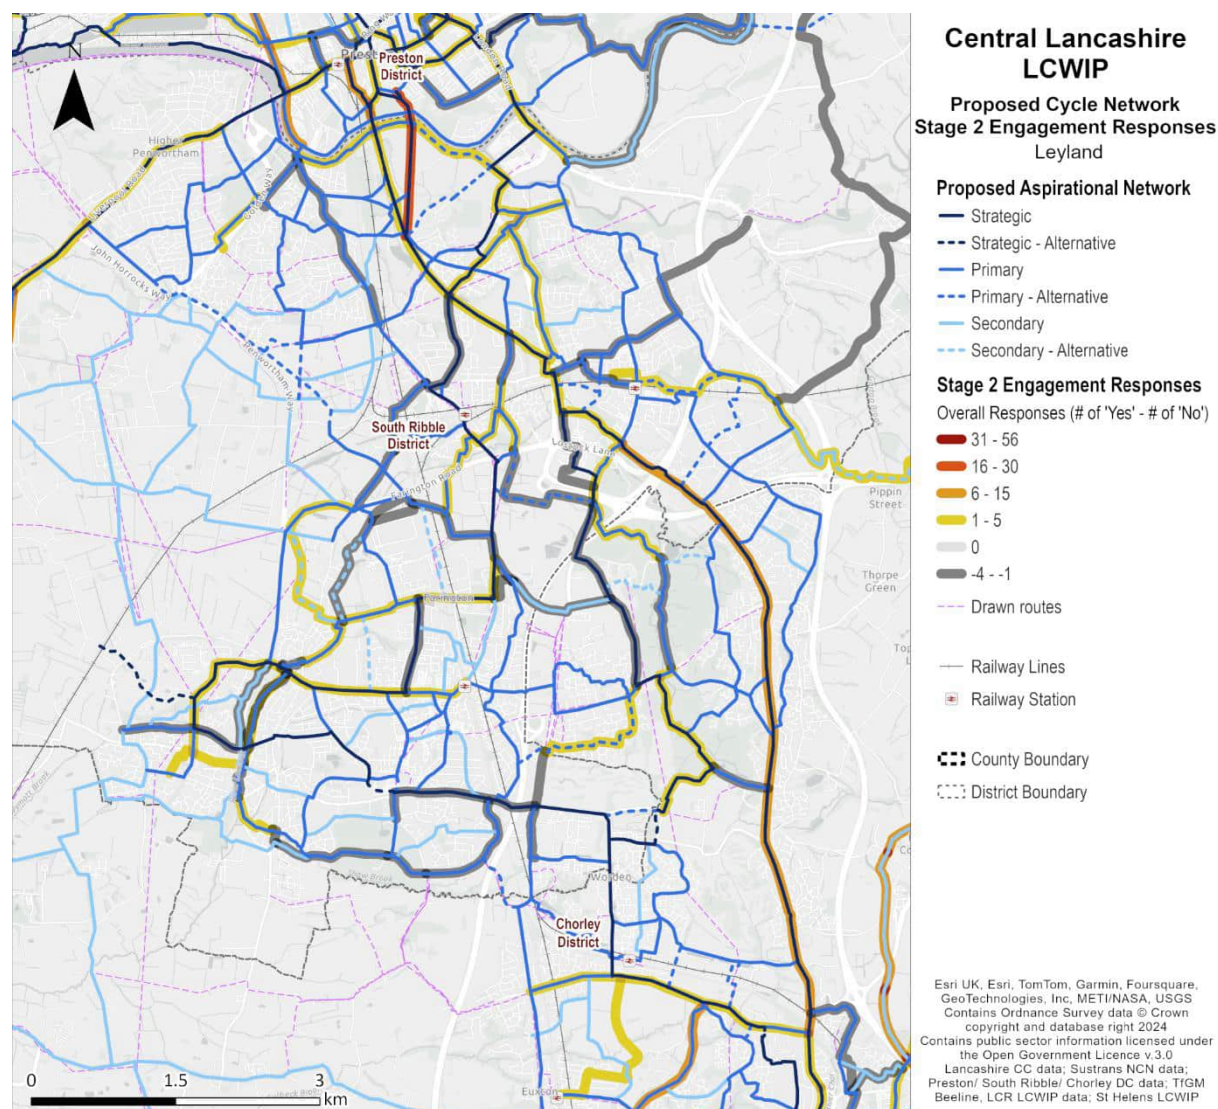 Central Lancashire
LCWIP
Proposed Cycle Network
Stage 2 Engagement Responses
Leyland
Proposed Aspirational Network
Strategic
Strategic - Alternative
Primary
Primary - Alternative
Secondary
Secondary - Alternative
Stage 2 Engagement Responses
Overall Responses (# of 'Yes' - # of 'No')
31 - 56
16 - 30
6 - 15
1 - 5
0
-4 - -1
Drawn routes
Railway Lines
Railway Station
County Boundary
District Boundary
Esri UK, Esri, TomTom, Garmin, Foursquare,
GeoTechnologies, Inc, METI/NASA, USGS
Contains Ordnance Survey data © Crown
copyright and database right 2024
Contains public sector information licensed under
the Open Government Licence v.3.0
Lancashire CC data; Sustrans NCN data;
Preston/ South Ribble/ Chorley DC data; TfGM
Beeline, LCR LCWIP data; St Helens LCWIP
N
Prest
Preston
District
Higher
Penwortham
John Horrocks Way
Penwortham Way
South Ribble
District
Farington Road
Lostock Lane
Pippin
Street
Thorpe
Green
Chorley
District
Euxton
0 1.5 3
km